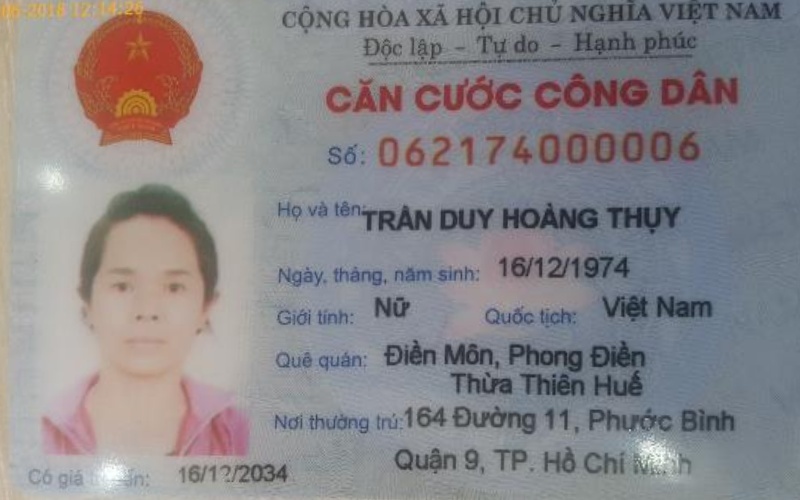 06-2018 12:14:26
CỘNG HÒA XÃ HỘI CHỦ NGHĨA VIỆT NAM
Độc lập - Tự do - Hạnh phúc
CĂN CƯỚC CÔNG DÂN
Số: 062174000006
Họ và tên: TRẦN DUY HOÀNG THỤY
Ngày, tháng, năm sinh: 16/12/1974
Giới tính: Nữ Quốc tịch: Việt Nam
Quê quán: Điền Môn, Phong Điền
Thừa Thiên Huế
Nơi thường trú: 164 Đường 11, Phước Bình
Quận 9, TP. Hồ Chí Minh
Có giá trị đến: 16/12/2034